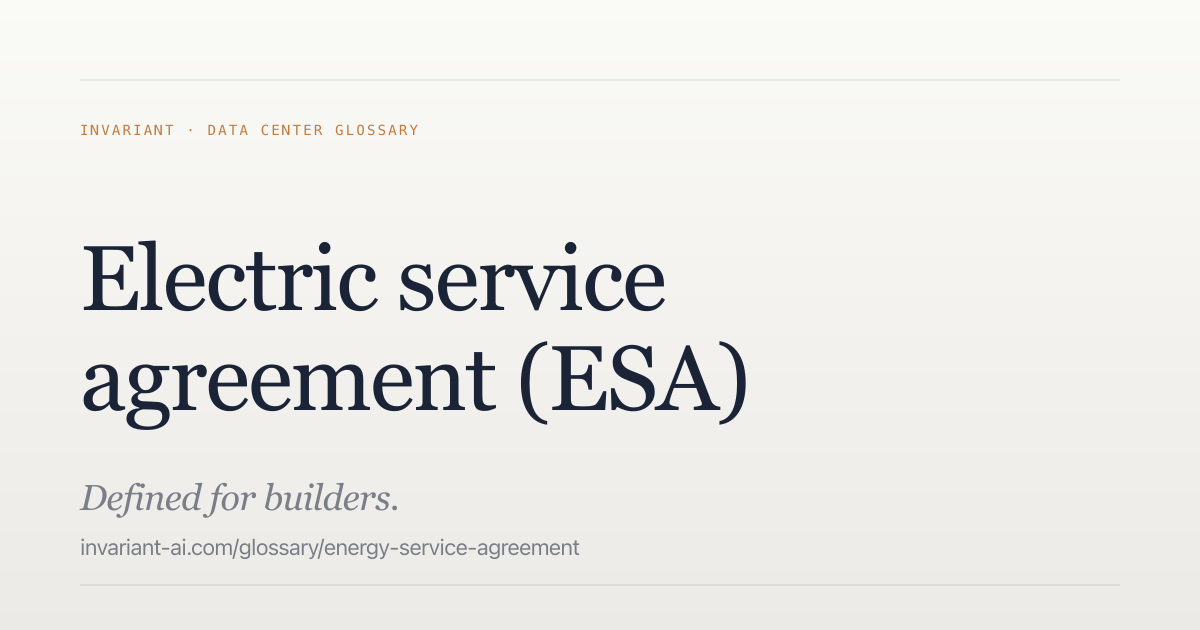 INVARIANT · DATA CENTER GLOSSARY
Electric service
agreement (ESA)
Defined for builders.
invariant-ai.com/glossary/energy-service-agreement